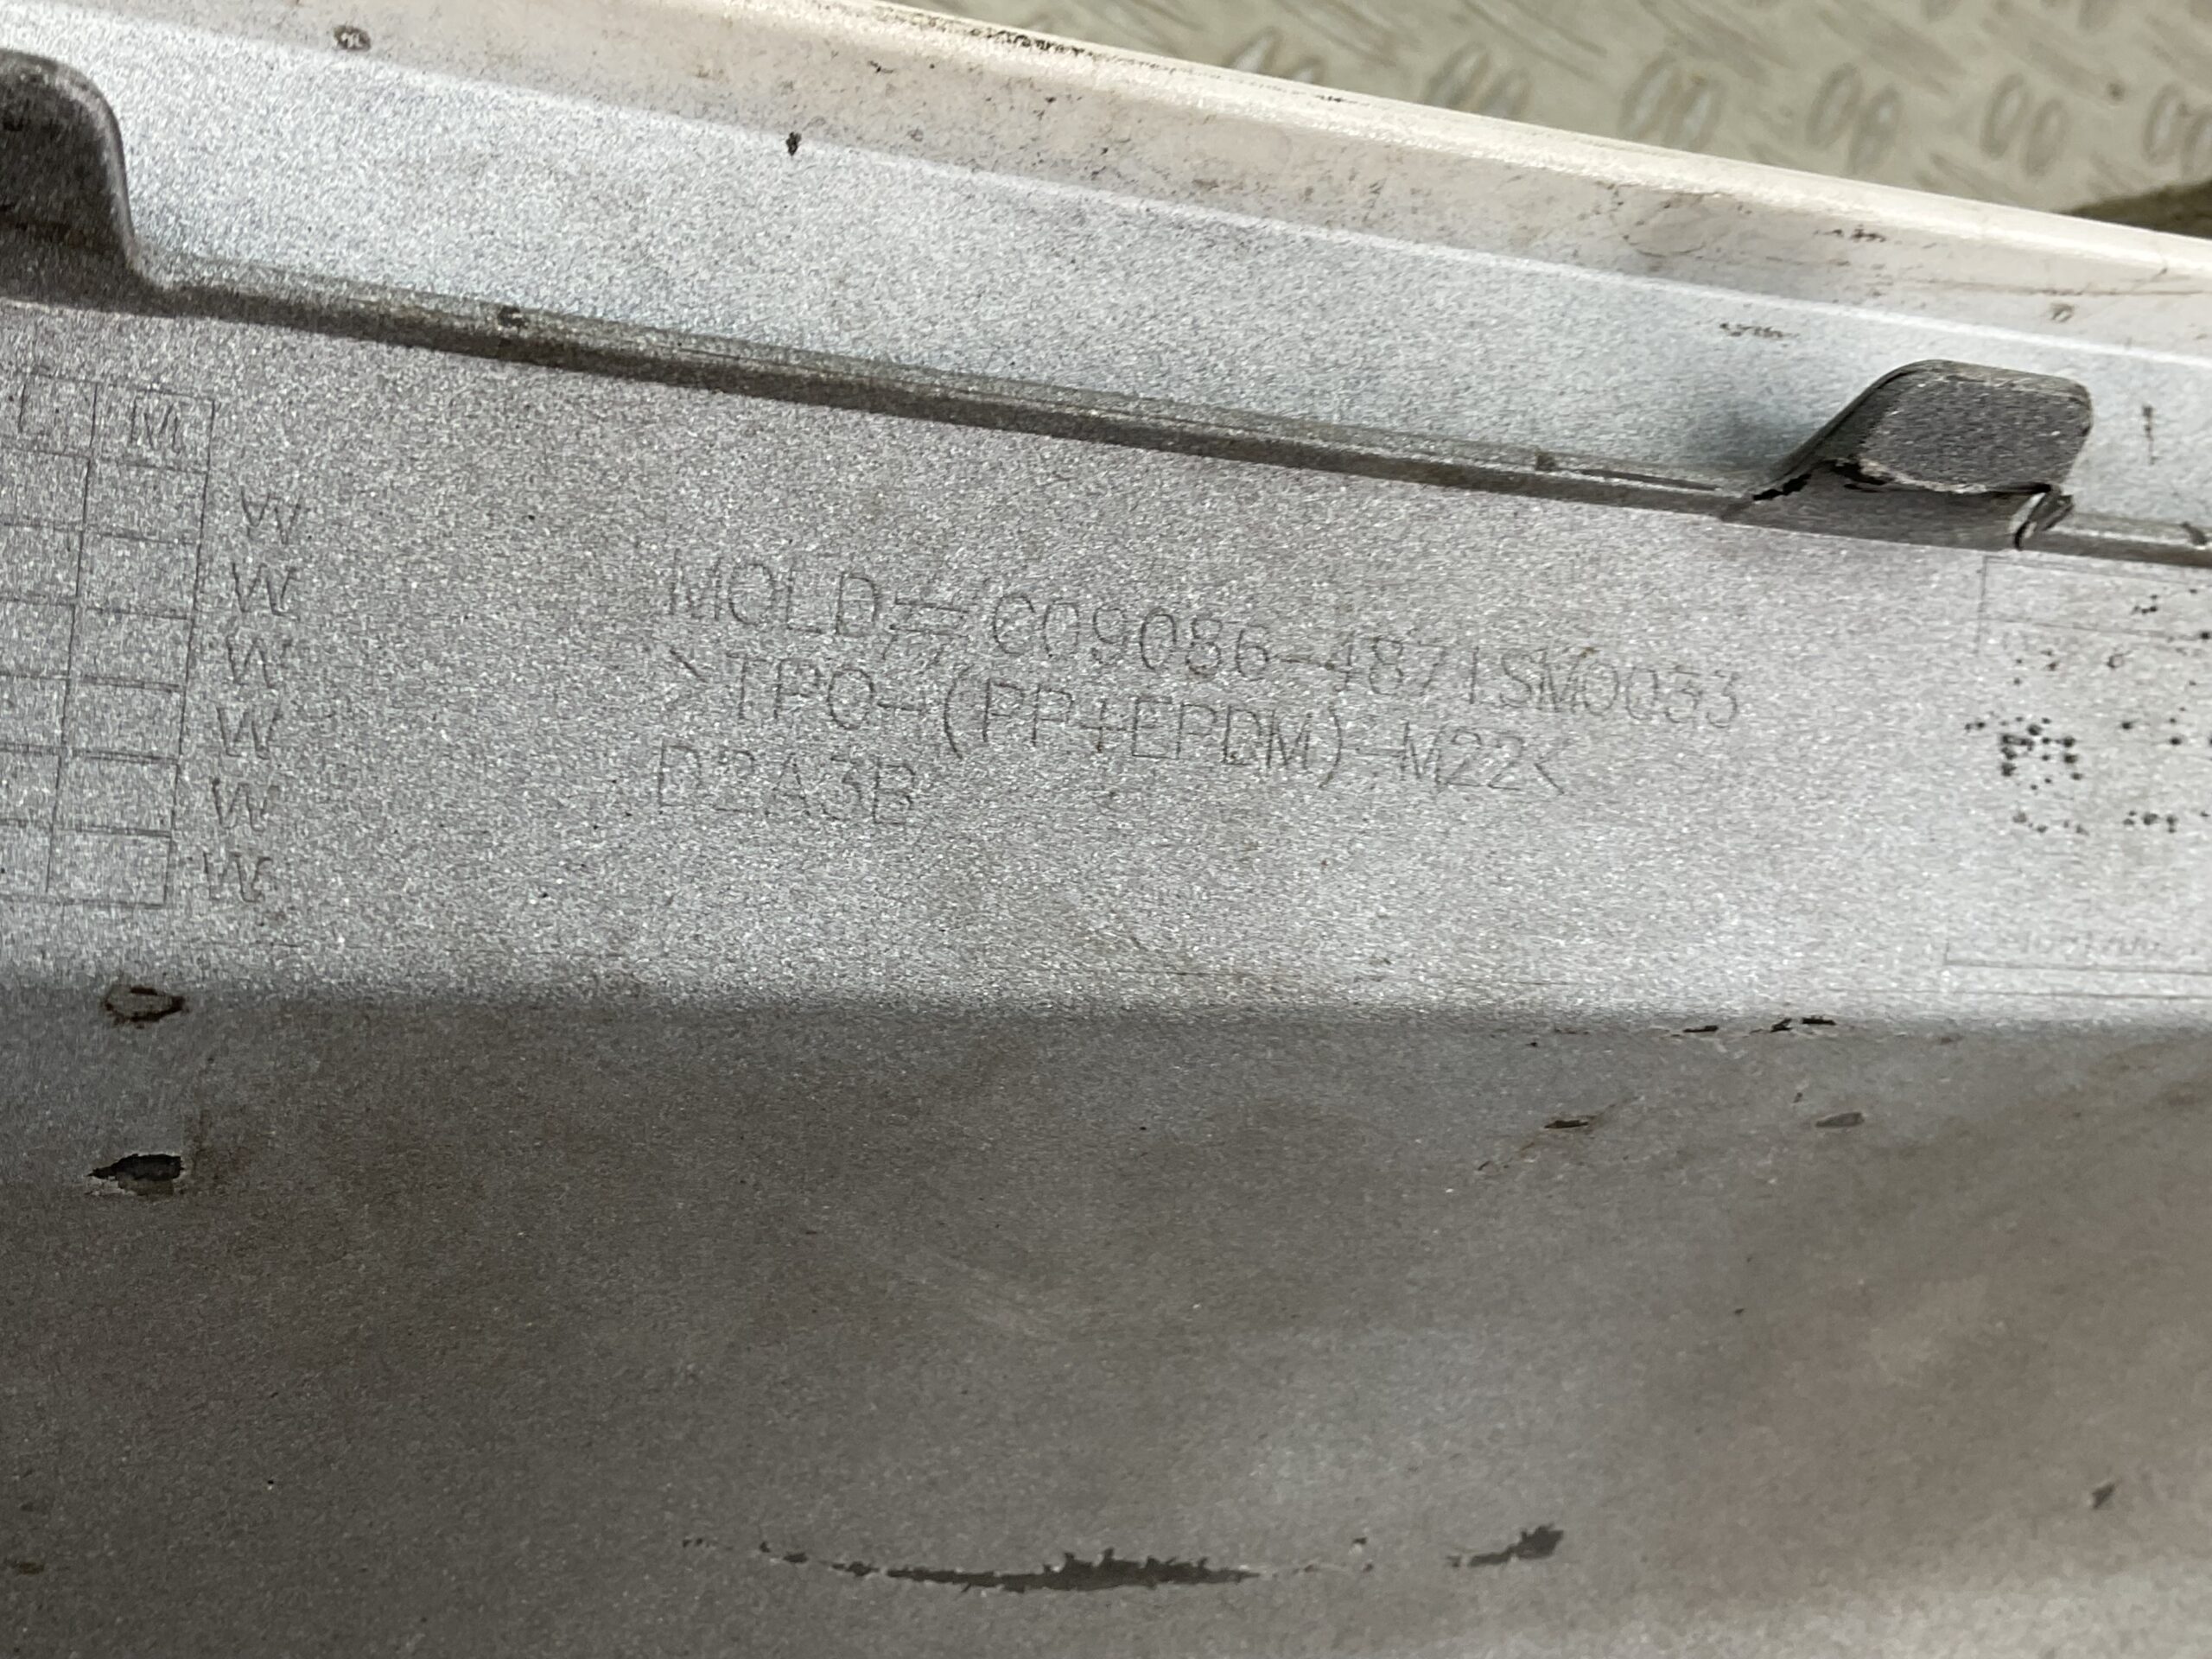 L M
W
W
W
W
W
W
MOLD#C09086-4871SM0033
>TPO-(PP+EPDM)-M22<
D2A3B